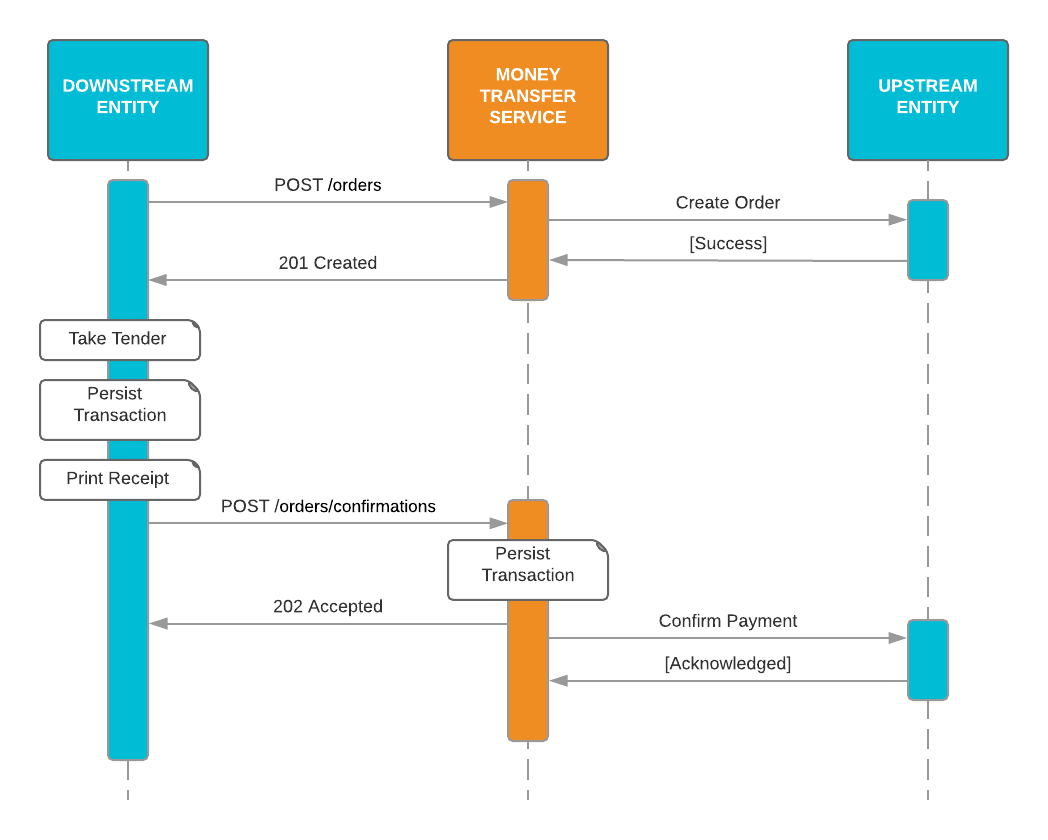 DOWNSTREAM
ENTITY
MONEY
TRANSFER
SERVICE
UPSTREAM
ENTITY
POST /orders
Create Order
[Success]
201 Created
Take Tender
Persist
Transaction
Print Receipt
POST /orders/confirmations
Persist
Transaction
202 Accepted
Confirm Payment
[Acknowledged]